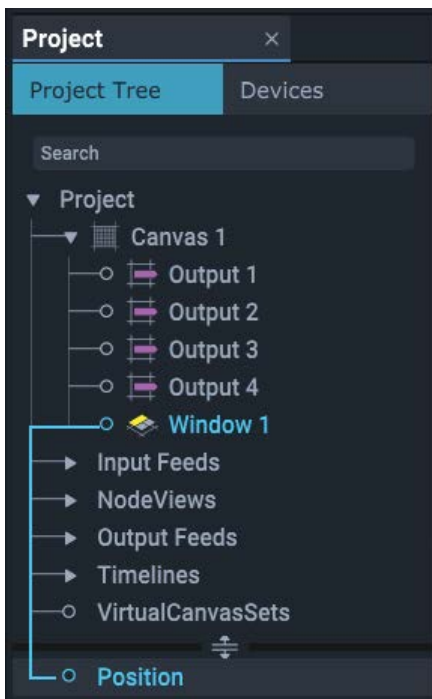 Project
Project Tree Devices
Search
Project
Canvas 1
Output 1
Output 2
Output 3
Output 4
Window 1
Input Feeds
NodeViews
Output Feeds
Timelines
VirtualCanvasSets
Position